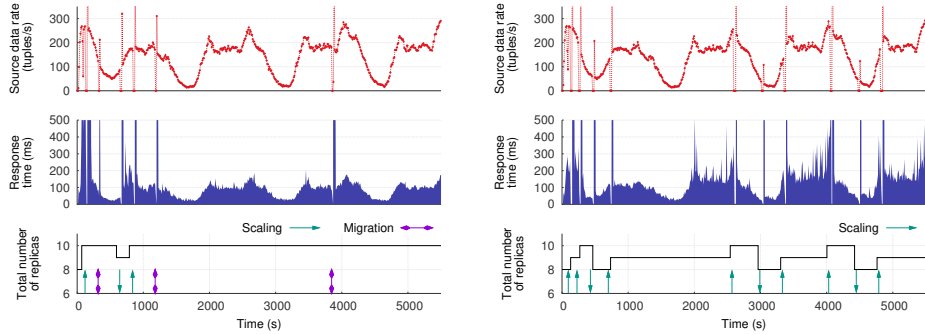 Source data rate
(tuples/s)
300
200
100
0
Response
time (ms)
500
400
300
200
100
0
Scaling
Migration
Total number
of replicas
10
8
6
0
1000
2000
3000
4000
5000
Time (s)
Source data rate
(tuples/s)
300
200
100
0
Response
time (ms)
500
400
300
200
100
0
Scaling
Total number
of replicas
10
8
6
0
1000
2000
3000
4000
5000
Time (s)